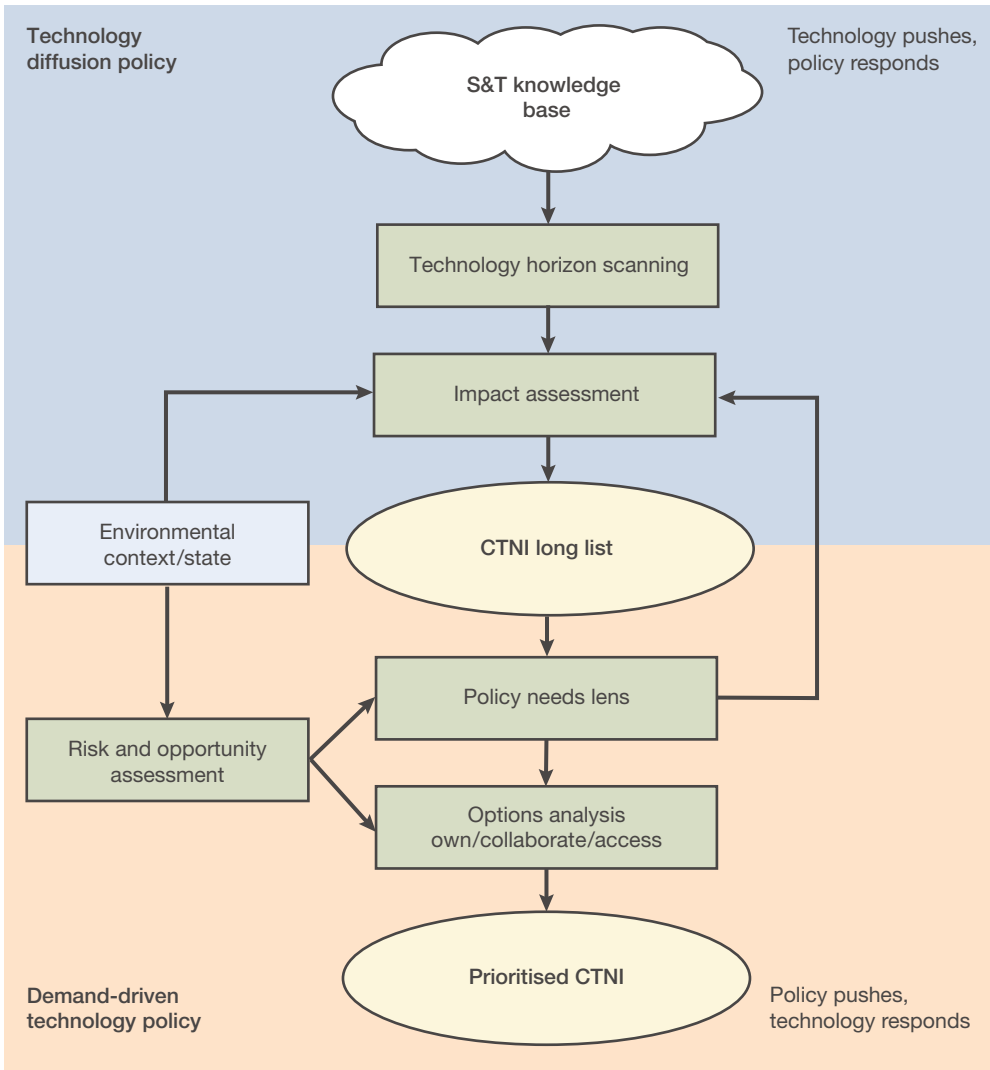 Technology
diffusion policy
Technology pushes,
policy responds
S&T knowledge
base
Technology horizon scanning
Impact assessment
Environmental
context/state
CTNI long list
Policy needs lens
Risk and opportunity
assessment
Options analysis
own/collaborate/access
Prioritised CTNI
Demand-driven
technology policy
Policy pushes,
technology responds